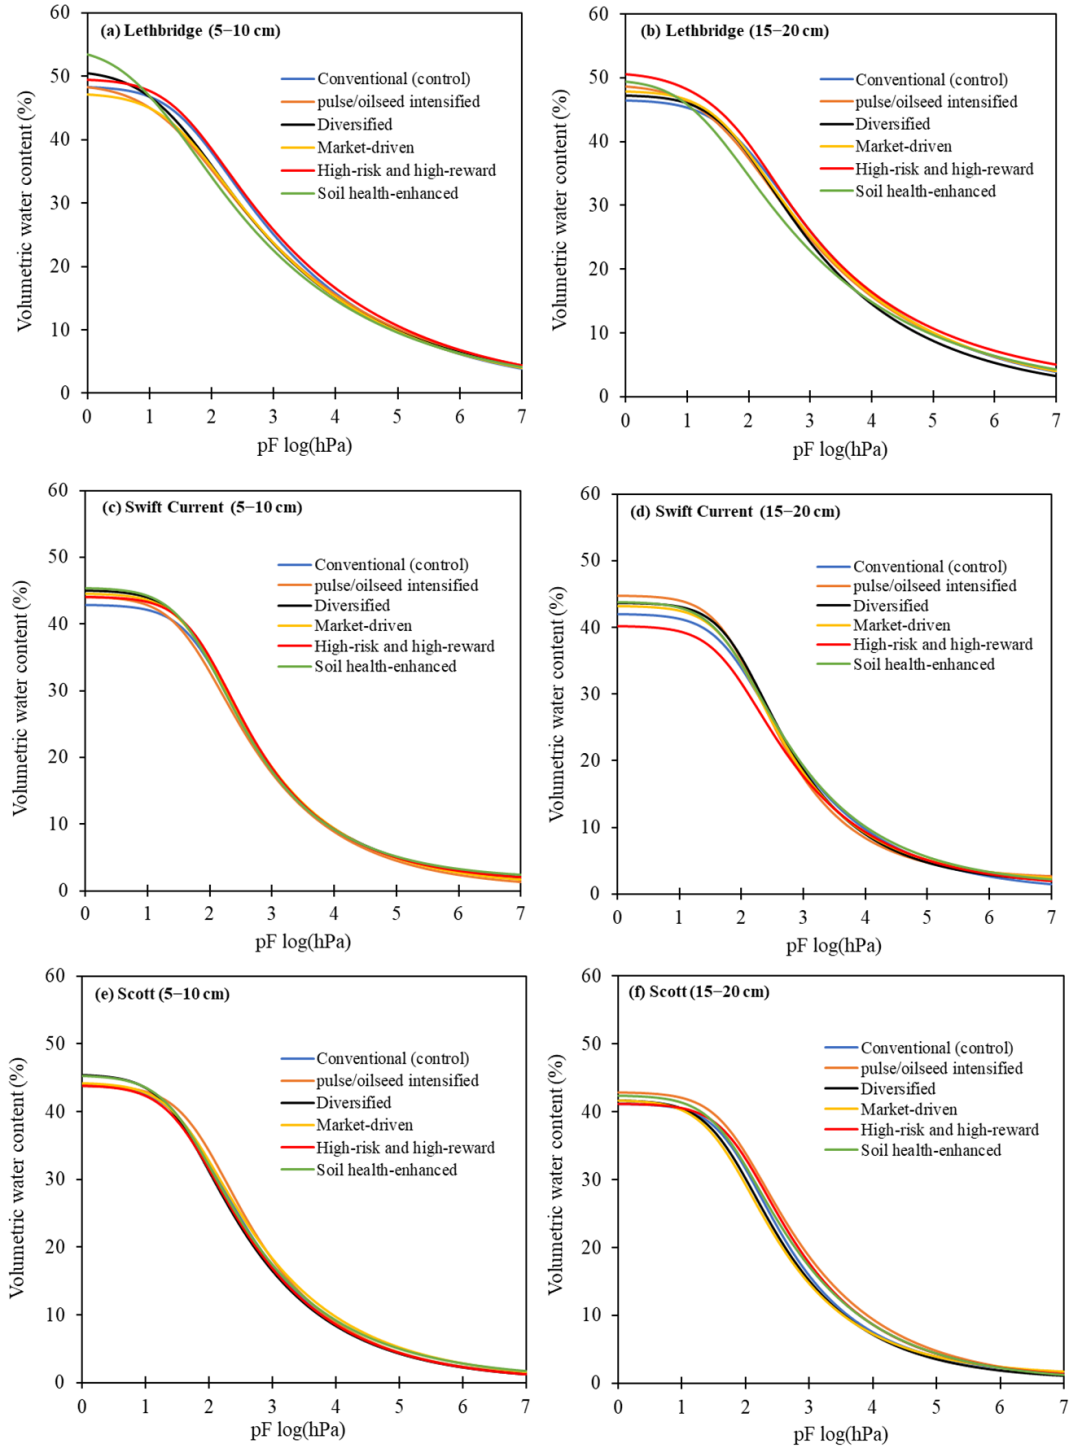 (a) Lethbridge (5−10 cm)
Volumetric water content (%)
60
50
40
30
20
10
0
Conventional (control)
pulse/oilseed intensified
Diversified
Market-driven
High-risk and high-reward
Soil health-enhanced
0 1 2 3 4 5 6 7
pF log(hPa)
(b) Lethbridge (15−20 cm)
Volumetric water content (%)
60
50
40
30
20
10
0
Conventional (control)
pulse/oilseed intensified
Diversified
Market-driven
High-risk and high-reward
Soil health-enhanced
0 1 2 3 4 5 6 7
pF log(hPa)
(c) Swift Current (5−10 cm)
Volumetric water content (%)
60
50
40
30
20
10
0
Conventional (control)
pulse/oilseed intensified
Diversified
Market-driven
High-risk and high-reward
Soil health-enhanced
0 1 2 3 4 5 6 7
pF log(hPa)
(d) Swift Current (15−20 cm)
Volumetric water content (%)
60
50
40
30
20
10
0
Conventional (control)
pulse/oilseed intensified
Diversified
Market-driven
High-risk and high-reward
Soil health-enhanced
0 1 2 3 4 5 6 7
pF log(hPa)
(e) Scott (5−10 cm)
Volumetric water content (%)
60
50
40
30
20
10
0
Conventional (control)
pulse/oilseed intensified
Diversified
Market-driven
High-risk and high-reward
Soil health-enhanced
0 1 2 3 4 5 6 7
pF log(hPa)
(f) Scott (15−20 cm)
Volumetric water content (%)
60
50
40
30
20
10
0
Conventional (control)
pulse/oilseed intensified
Diversified
Market-driven
High-risk and high-reward
Soil health-enhanced
0 1 2 3 4 5 6 7
pF log(hPa)